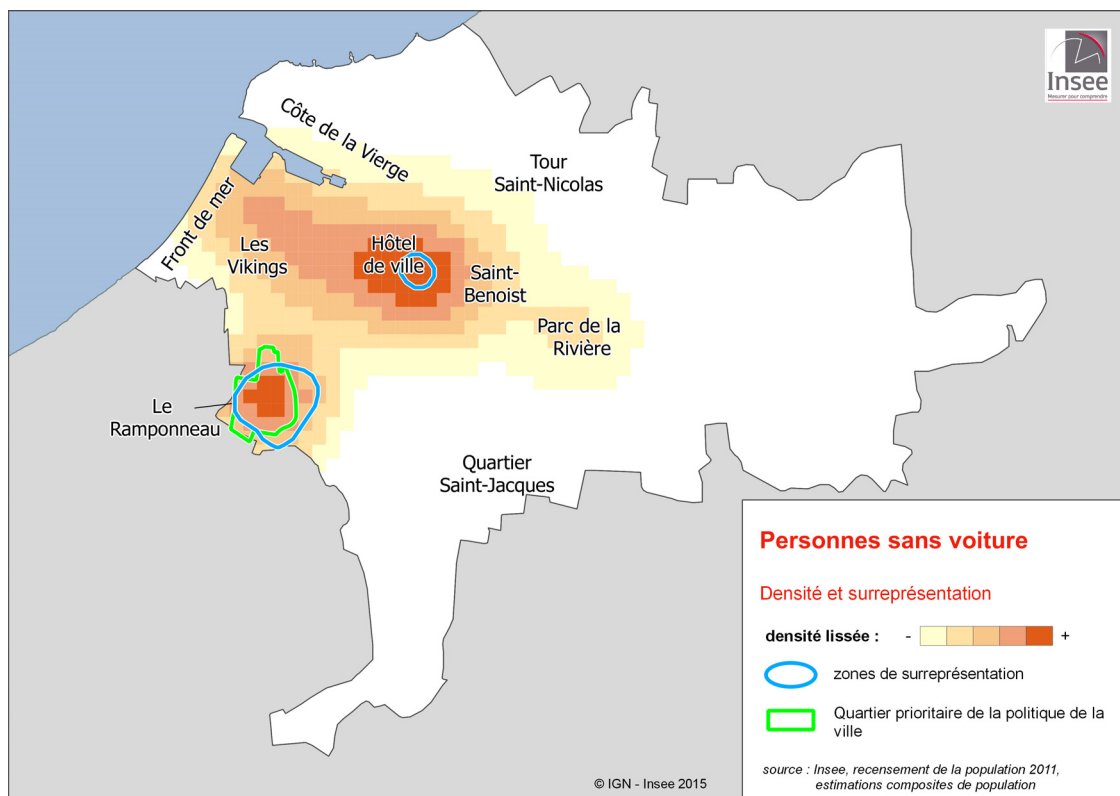 Insee
Mesurer pour comprendre
Côte de la Vierge
Tour
Saint-Nicolas
Front de mer
Les
Vikings
Hôtel
de ville
Saint-
Benoist
Parc de la
Rivière
Le
Ramponneau
Quartier
Saint-Jacques
Personnes sans voiture
Densité et surreprésentation
densité lissée : - +
zones de surreprésentation
Quartier prioritaire de la politique de la
ville
source : Insee, recensement de la population 2011,
estimations composites de population
© IGN - Insee 2015